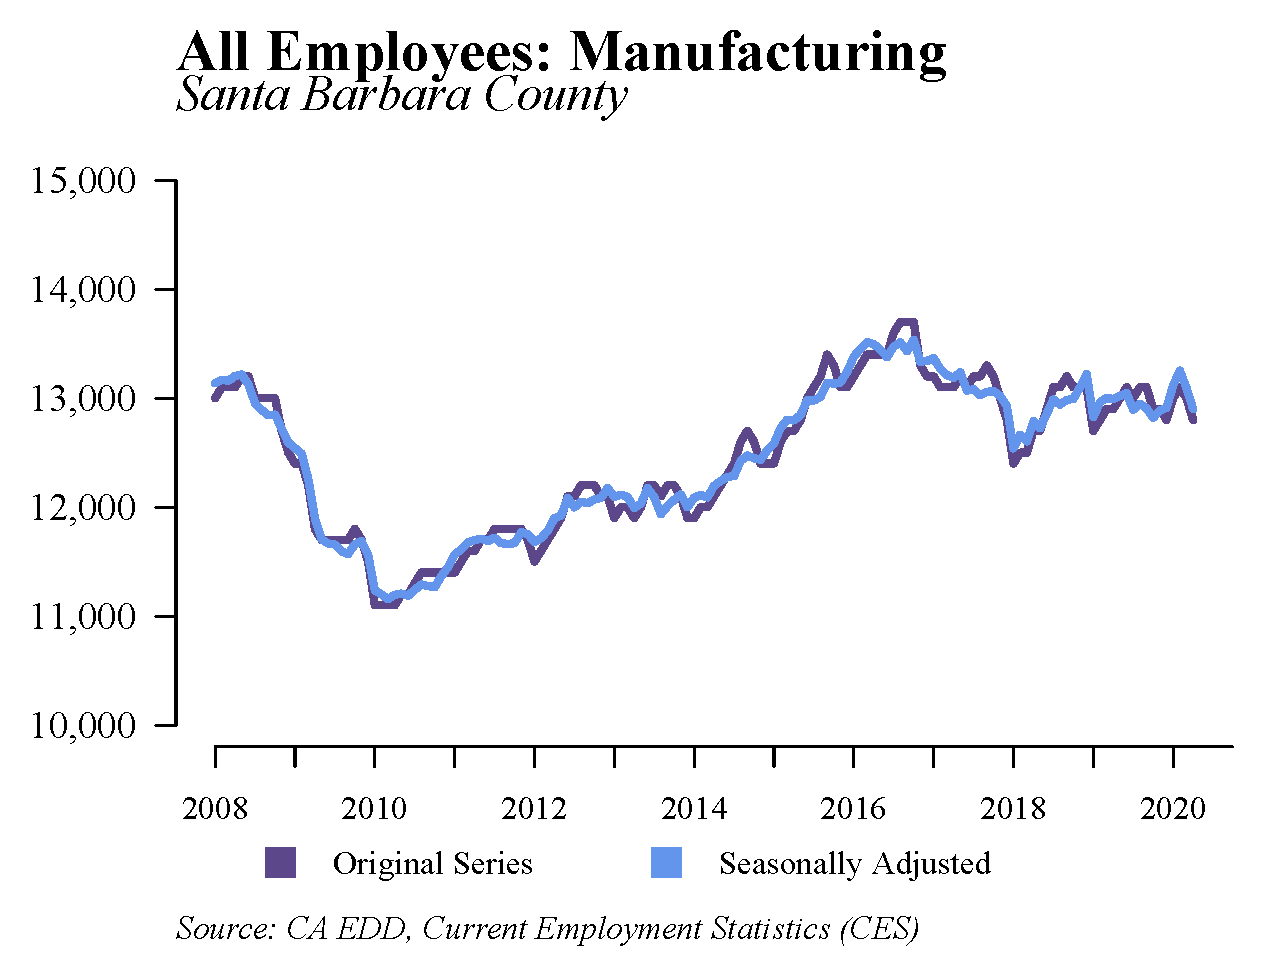 All Employees: Manufacturing
Santa Barbara County
15,000
14,000
13,000
12,000
11,000
10,000
2008 2010 2012 2014 2016 2018 2020
Original Series Seasonally Adjusted
Source: CA EDD, Current Employment Statistics (CES)